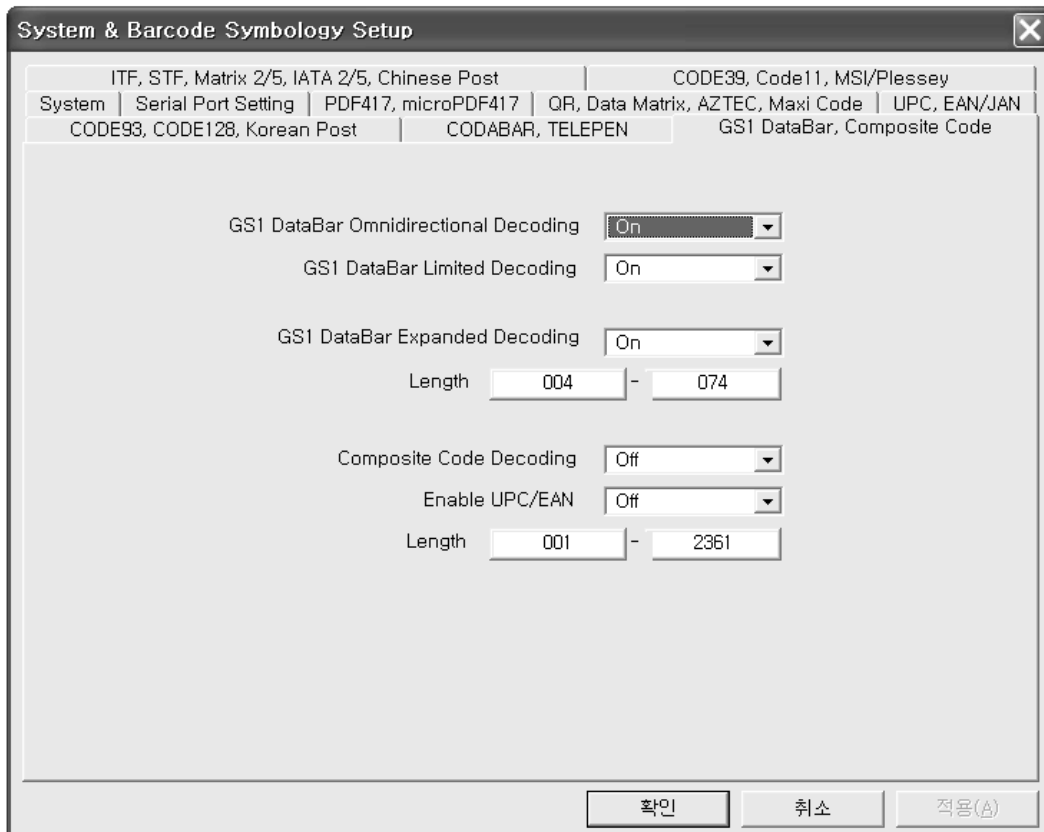 System & Barcode Symbology Setup
ITF, STF, Matrix 2/5, IATA 2/5, Chinese Post
CODE39, Code11, MSI/Plessey
System
Serial Port Setting
PDF417, microPDF417
QR, Data Matrix, AZTEC, Maxi Code
UPC, EAN/JAN
CODE93, CODE128, Korean Post
CODABAR, TELEPEN
GS1 DataBar, Composite Code
GS1 DataBar Omnidirectional Decoding On
GS1 DataBar Limited Decoding On
GS1 DataBar Expanded Decoding On
Length 004 - 074
Composite Code Decoding Off
Enable UPC/EAN Off
Length 001 - 2361
확인 취소 적용(A)